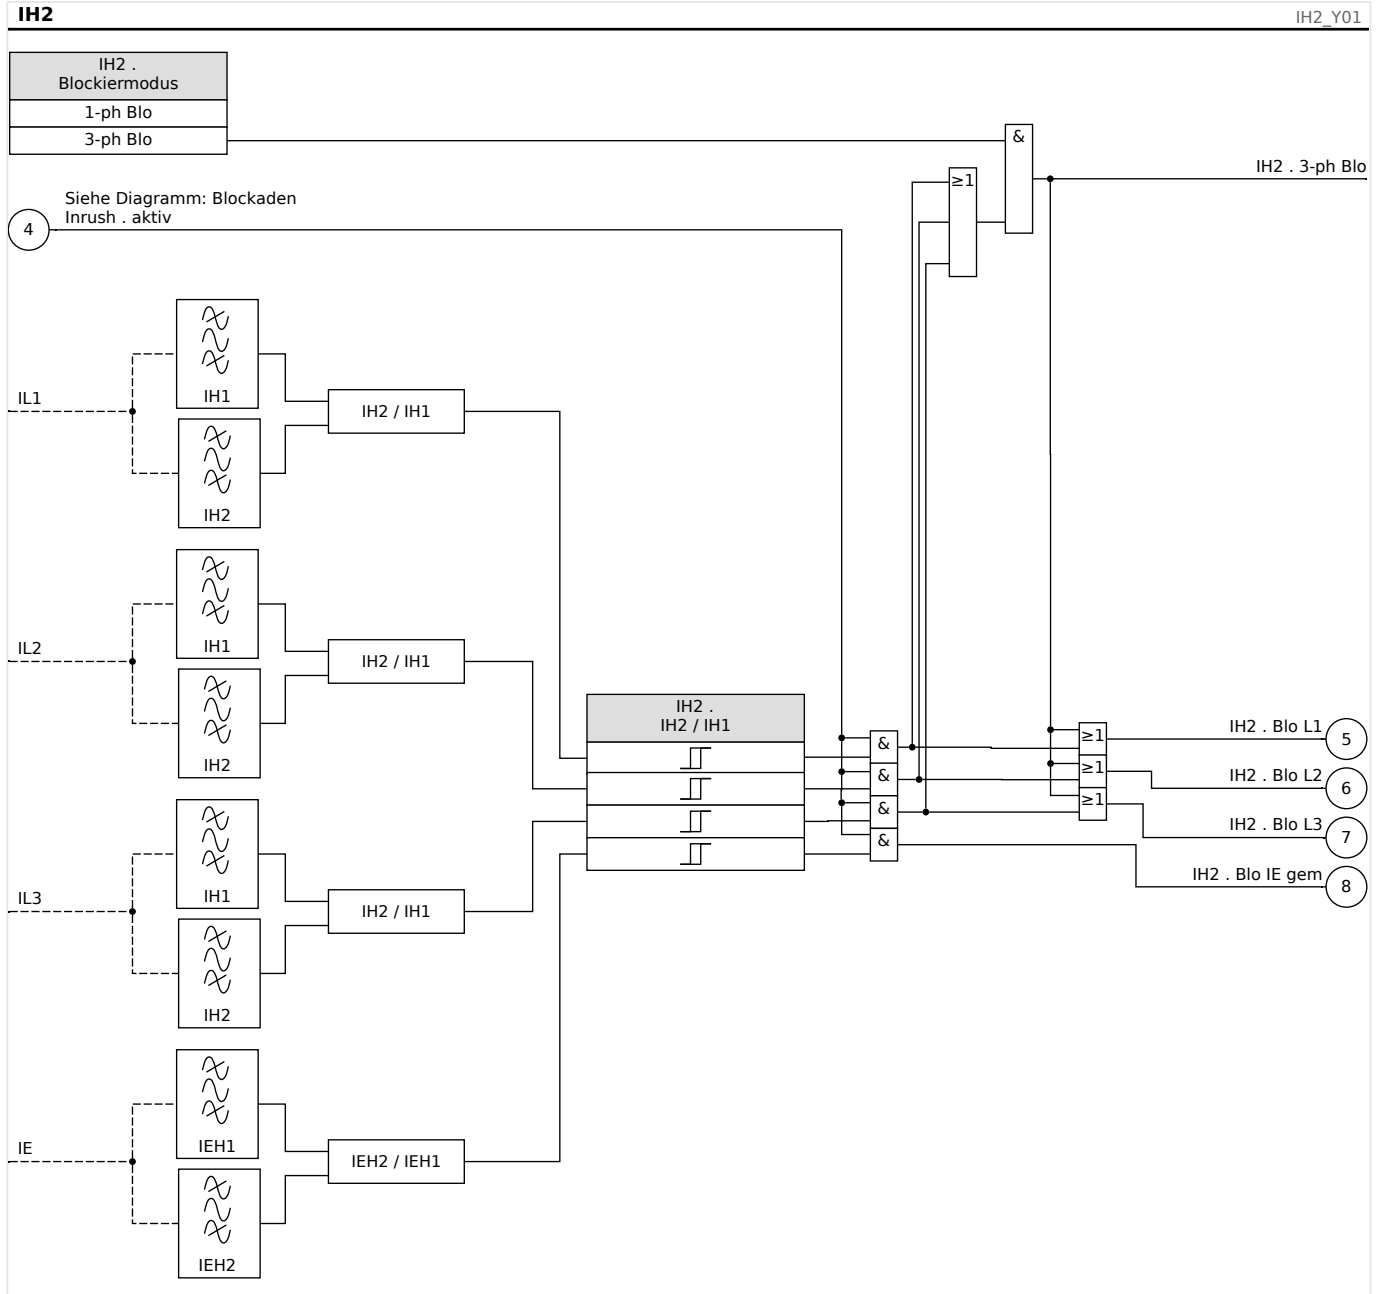 IH2
IH2_Y01
IH2 .
Blockiermodus
1-ph Blo
3-ph Blo
&
≥1
IH2 . 3-ph Blo
Siehe Diagramm: Blockaden
Inrush . aktiv
4
IH1
IL1
IH2 / IH1
IH2
IH1
IL2
IH2 / IH1
IH2
IH2 .
IH2 / IH1
&
&
&
&
≥1
≥1
≥1
IH2 . Blo L1
5
IH2 . Blo L2
6
IH2 . Blo L3
7
IH2 . Blo IE gem
8
IH1
IL3
IH2 / IH1
IH2
IEH1
IE
IEH2 / IEH1
IEH2